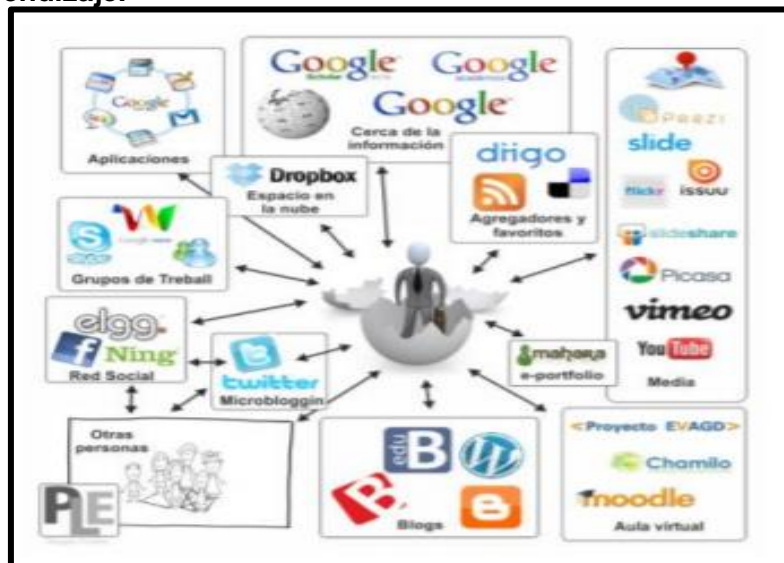 Google
Aplicaciones
Google
Google
Google
Cerca de la
información
Dropbox
Espacio en
la nube
diigo
Agregadores y
favoritos
PREZI
slide
flickr
issuu
slideshare
Picasa
vimeo
YouTube
Media
Grupos de Treball
elgg.
Ning
Red Social
twitter
Microbloggin
mahara
e-portfolio
Otras
personas
PLE
eduB
Blogs
<Proyecto EVAGD>
Chamilo
moodle
Aula virtual